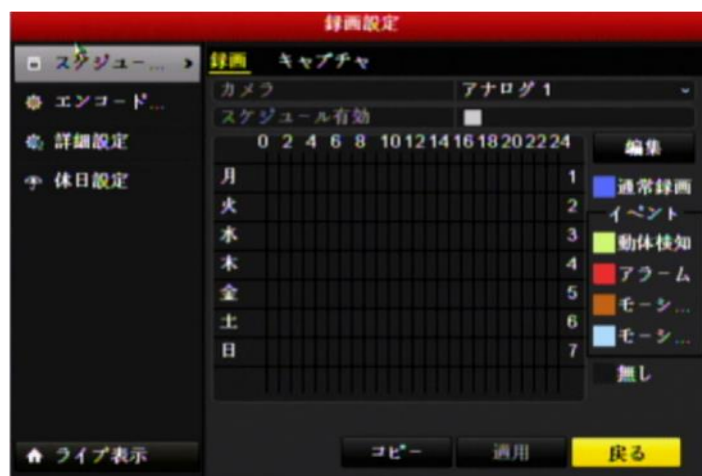 録画設定
スケジュー...
エンコード...
詳細設定
休日設定
ライブ表示
録画 キャプチャ
カメラ アナログ 1
スケジュール有効
0 2 4 6 8 10 12 14 16 18 20 22 24
月 1
火 2
水 3
木 4
金 5
土 6
日 7
編集
通常録画
イベント
動体検知
アラーム
モーシ...
モーシ...
無し
コピー 適用 戻る